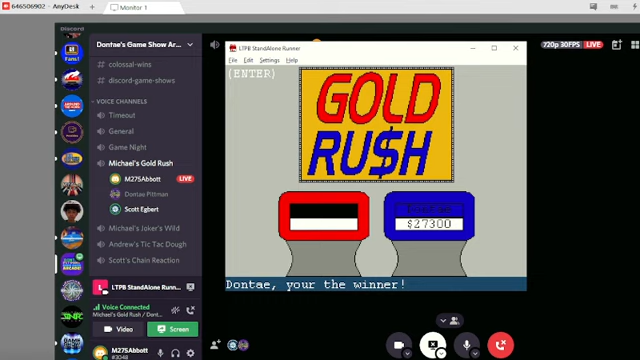 646506902 - AnyDesk
Monitor 1
Dontae's Game Show Ar...
colossal-wins
discord-game-shows
VOICE CHANNELS
Timeout
General
Game Night
Michael's Gold Rush
M275Abbott
LIVE
Dontae Pittman
Scott Egbert
Michael's Joker's Wild
Andrew's Tic Tac Dough
Scott's Chain Reaction
LTPB StandAlone Runn...
Voice Connected
Michael's Gold Rush / Dont...
Video
Screen
M275Abbott
#3048
LTPB StandAlone Runner
File Edit Settings Help
720p 30FPS LIVE
(ENTER)
GOLD
RU$H
$27300
Dontae, your the winner!